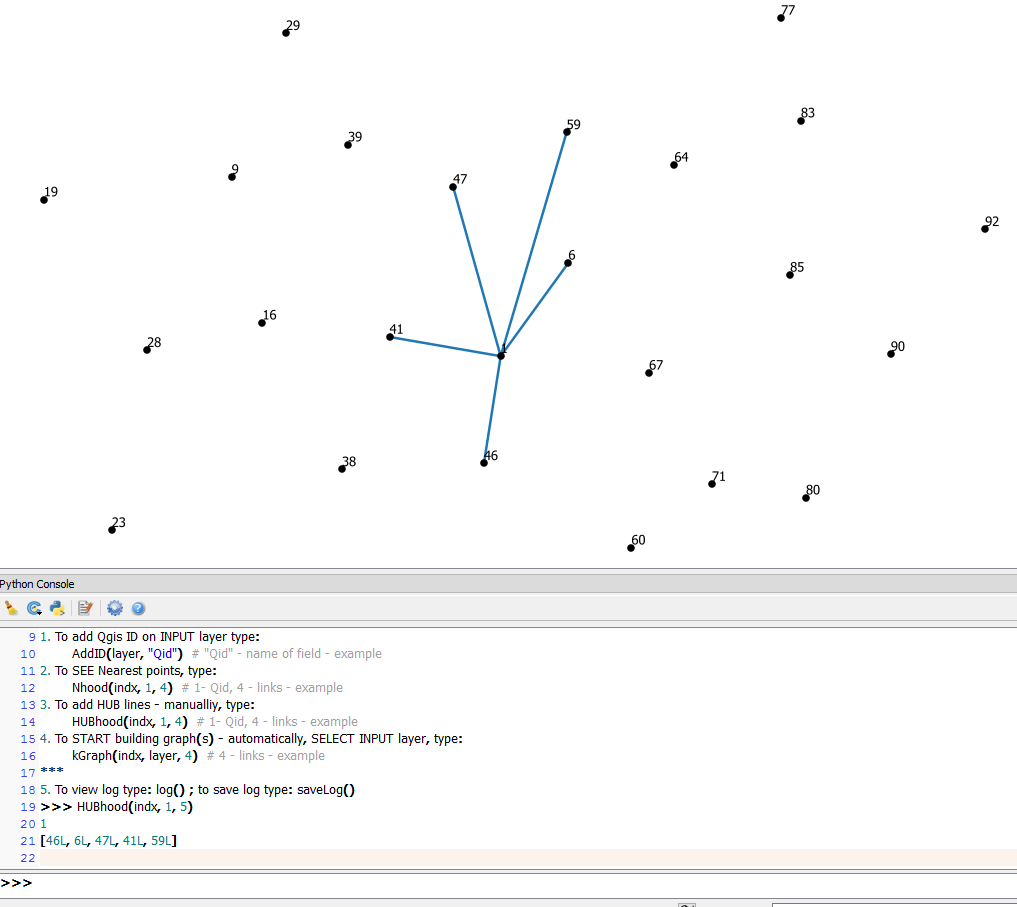 77
29
83
59
39
64
9
47
19
92
6
85
16
41
28
1
90
67
46
38
71
80
23
60
Python Console
9 1. To add Qgis ID on INPUT layer type:
10 AddID(layer, "Qid") # "Qid" - name of field - example
11 2. To SEE Nearest points, type:
12 Nhood(indx, 1, 4) # 1- Qid, 4 - links - example
13 3. To add HUB lines - manualliy, type:
14 HUBhood(indx, 1, 4) # 1- Qid, 4 - links - example
15 4. To START building graph(s) - automatically, SELECT INPUT layer, type:
16 kGraph(indx, layer, 4) # 4 - links - example
17 ***
18 5. To view log type: log() ; to save log type: saveLog()
19 >>> HUBhood(indx, 1, 5)
20 1
21 [46L, 6L, 47L, 41L, 59L]
22
>>>